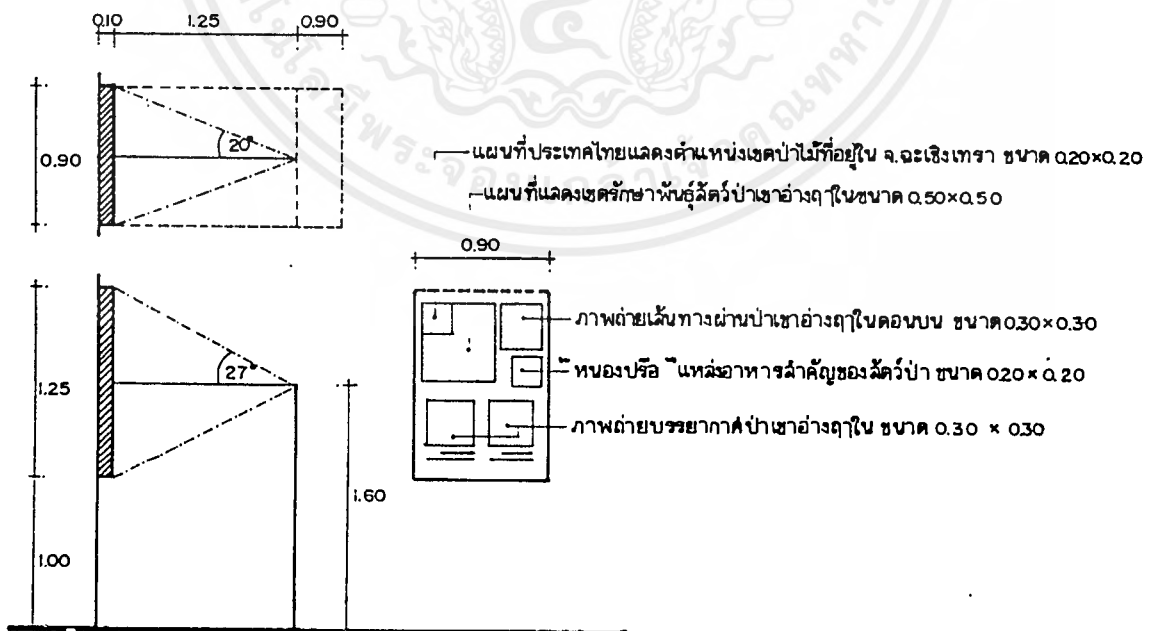 0.10 1.25 0.90
0.90
20°
แผนที่ประเทศไทยแสดงตำแหน่งเขตป่าไม้ที่อยู่ใน จ.ฉะเชิงเทรา ขนาด 0.20×0.20
แผนที่แสดงเขตรักษาพันธุ์สัตว์ป่าเขาอ่างฤๅในขนาด 0.50×0.50
0.90
ภาพถ่ายเส้นทางผ่านป่าเขาอ่างฤๅในตอนบน ขนาด 0.30×0.30
27°
1.25
"หนองปรือ" แหล่งอาหารสำคัญของสัตว์ป่า ขนาด 0.20 × 0.20
ภาพถ่ายบรรยากาศป่าเขาอ่างฤๅใน ขนาด 0.30 × 0.30
1.60
1.00